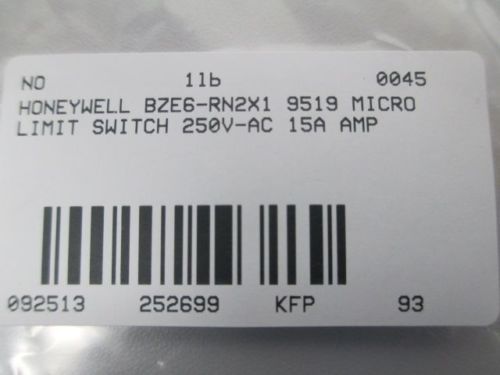 NO 11b 0045
HONEYWELL BZE6-RN2X1 9519 MICRO
LIMIT SWITCH 250V-AC 15A AMP
092513 252699 KFP 93